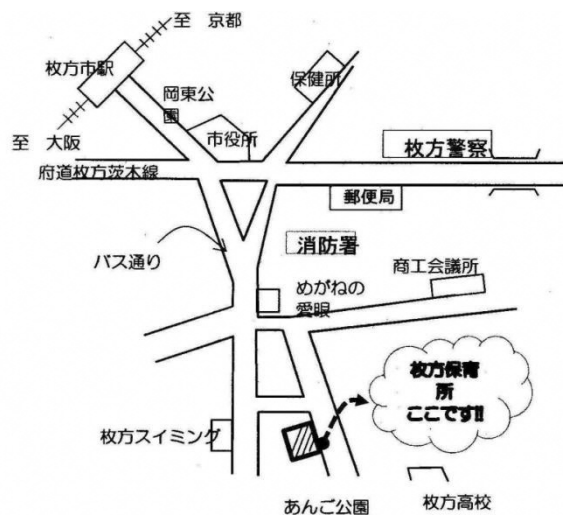 至 京都
枚方市駅
保健所
岡東公
園
至 大阪
市役所
枚方警察
府道枚方茨木線
郵便局
消防署
バス通り
商工会議所
めがねの
愛眼
枚方保育
所
ここです!!
枚方スイミング
あんご公園
枚方高校